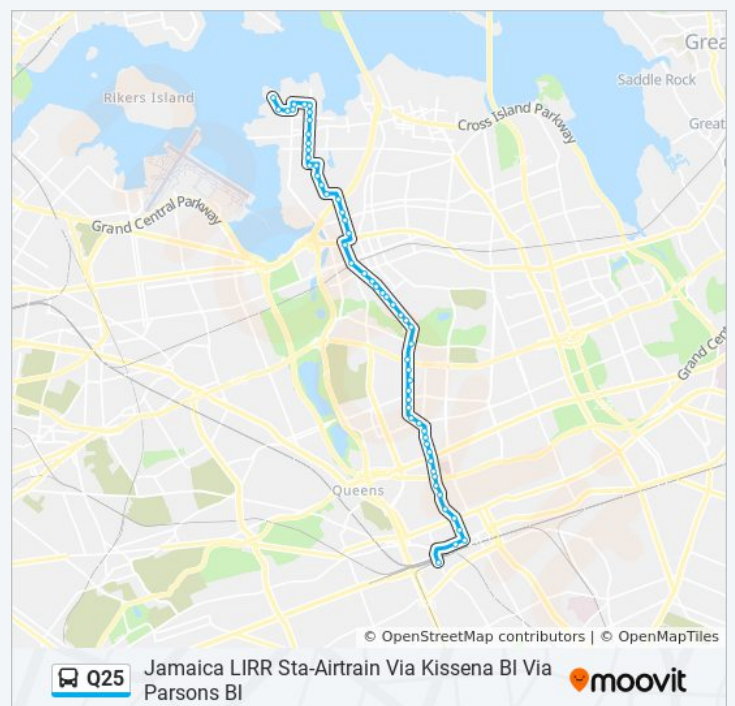 Grea
Saddle Rock
Rikers Island
Cross Island Parkway
Great
Grand Central Parkway
Grand Cen
Queens
© OpenStreetMap contributors | © OpenMapTiles
Q25
Jamaica LIRR Sta-Airtrain Via Kissena Bl Via
Parsons Bl
moovit